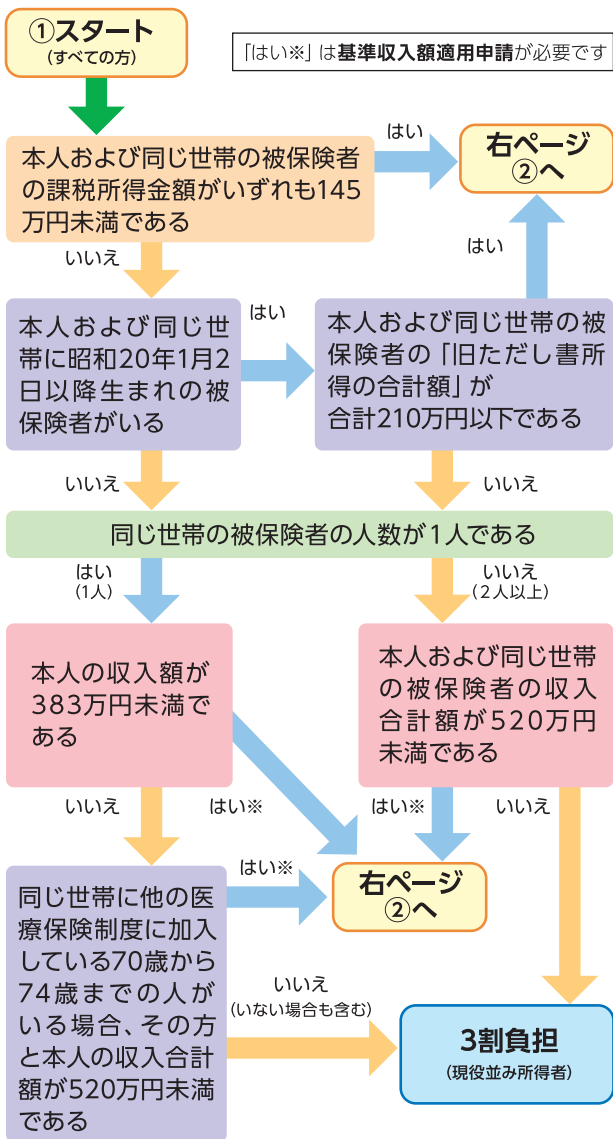 ①スタート
(すべての方)
「はい※」は基準収入額適用申請が必要です
本人および同じ世帯の被保険者
の課税所得金額がいずれも145
万円未満である
はい
右ページ
②へ
いいえ
はい
本人および同じ世
帯に昭和20年1月2
日以降生まれの被
保険者がいる
はい
本人および同じ世帯の被
保険者の「旧ただし書所
得の合計額」が
合計210万円以下である
いいえ
いいえ
同じ世帯の被保険者の人数が1人である
はい
(1人)
いいえ
(2人以上)
本人の収入額が
383万円未満で
ある
本人および同じ世帯
の被保険者の収入
合計額が520万円
未満である
いいえ
はい※
はい※
いいえ
同じ世帯に他の医
療保険制度に加入
している70歳から
74歳までの人が
いる場合、その方
と本人の収入合計
額が520万円未満
である
はい※
右ページ
②へ
いいえ
(いない場合も含む)
3割負担
(現役並み所得者)